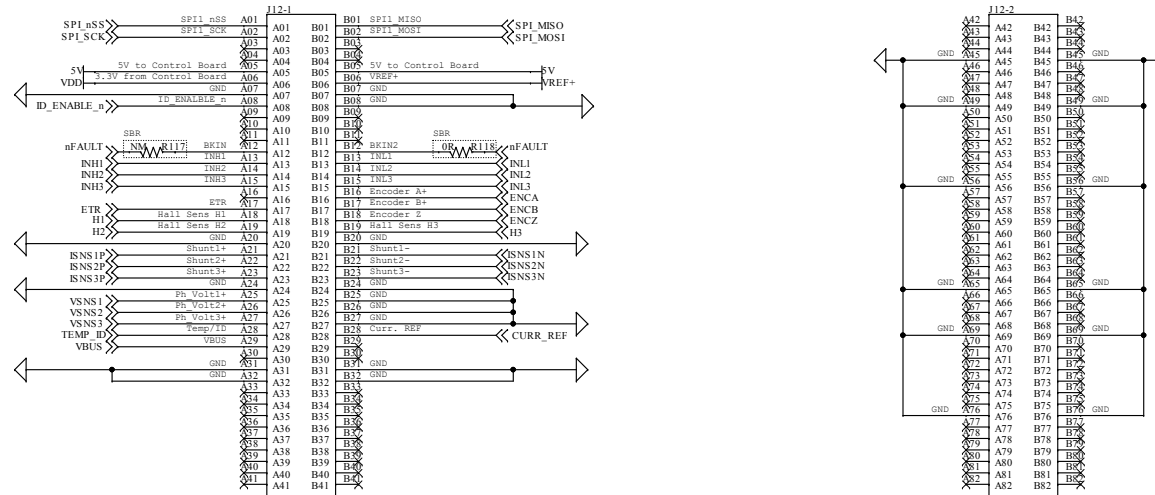 J12-1 J12-2
SPI_nSS SPI1_nSS A01 A01 B01 B01 SPI1_MISO SPI_MISO A42 A42 B42 B42
SPI_SCK SPI1_SCK A02 A02 B02 B02 SPI1_MOSI SPI_MOSI A43 A43 B43 B43
A03 A03 B03 B03 A44 A44 B44 B44
A04 A04 B04 B04 GND A45 A45 B45 B45 GND
5V 5V to Control Board A05 A05 B05 B05 5V to Control Board 5V A46 A46 B46 B46
VDD 3.3V from Control Board A06 A06 B06 B06 VREF+ VREF+ A47 A47 B47 B47
GND A07 A07 B07 B07 GND A48 A48 B48 B48
ID_ENABLE_n ID_ENALBLE_n A08 A08 B08 B08 GND GND A49 A49 B49 B49 GND
A09 A09 B09 B09 A50 A50 B50 B50
A10 A10 B10 B10 A51 A51 B51 B51
SBR A11 A11 B11 B11 SBR A52 A52 B52 B52
nFAULT NM R117 BKIN A12 A12 B12 B12 BKIN2 0R R118 nFAULT A53 A53 B53 B53
INH1 INH1 A13 A13 B13 B13 INL1 INL1 A54 A54 B54 B54
INH2 INH2 A14 A14 B14 B14 INL2 INL2 A55 A55 B55 B55
INH3 INH3 A15 A15 B15 B15 INL3 INL3 GND A56 A56 B56 B56 GND
A16 A16 B16 B16 Encoder A+ ENCA A57 A57 B57 B57
ETR ETR A17 A17 B17 B17 Encoder B+ ENCB A58 A58 B58 B58
H1 Hall Sens H1 A18 A18 B18 B18 Encoder Z ENCZ A59 A59 B59 B59
H2 Hall Sens H2 A19 A19 B19 B19 Hall Sens H3 H3 A60 A60 B60 B60
GND A20 A20 B20 B20 GND A61 A61 B61 B61
ISNS1P Shunt1+ A21 A21 B21 B21 Shunt1- ISNS1N A62 A62 B62 B62
ISNS2P Shunt2+ A22 A22 B22 B22 Shunt2- ISNS2N A63 A63 B63 B63
ISNS3P Shunt3+ A23 A23 B23 B23 Shunt3- ISNS3N A64 A64 B64 B64
GND A24 A24 B24 B24 GND GND A65 A65 B65 B65 GND
VSNS1 Ph_Volt1+ A25 A25 B25 B25 GND A66 A66 B66 B66
VSNS2 Ph_Volt2+ A26 A26 B26 B26 GND A67 A67 B67 B67
VSNS3 Ph_Volt3+ A27 A27 B27 B27 GND A68 A68 B68 B68
TEMP_ID Temp/ID A28 A28 B28 B28 Curr. REF CURR_REF GND A69 A69 B69 B69 GND
VBUS VBUS A29 A29 B29 B29 A70 A70 B70 B70
A30 A30 B30 B30 A71 A71 B71 B71
GND A31 A31 B31 B31 GND A72 A72 B72 B72
GND A32 A32 B32 B32 GND A73 A73 B73 B73
A33 A33 B33 B33 A74 A74 B74 B74
A34 A34 B34 B34 A75 A75 B75 B75
A35 A35 B35 B35 GND A76 A76 B76 B76 GND
A36 A36 B36 B36 A77 A77 B77 B77
A37 A37 B37 B37 A78 A78 B78 B78
A38 A38 B38 B38 A79 A79 B79 B79
A39 A39 B39 B39 A80 A80 B80 B80
A40 A40 B40 B40 A81 A81 B81 B81
A41 A41 B41 B41 A82 A82 B82 B82